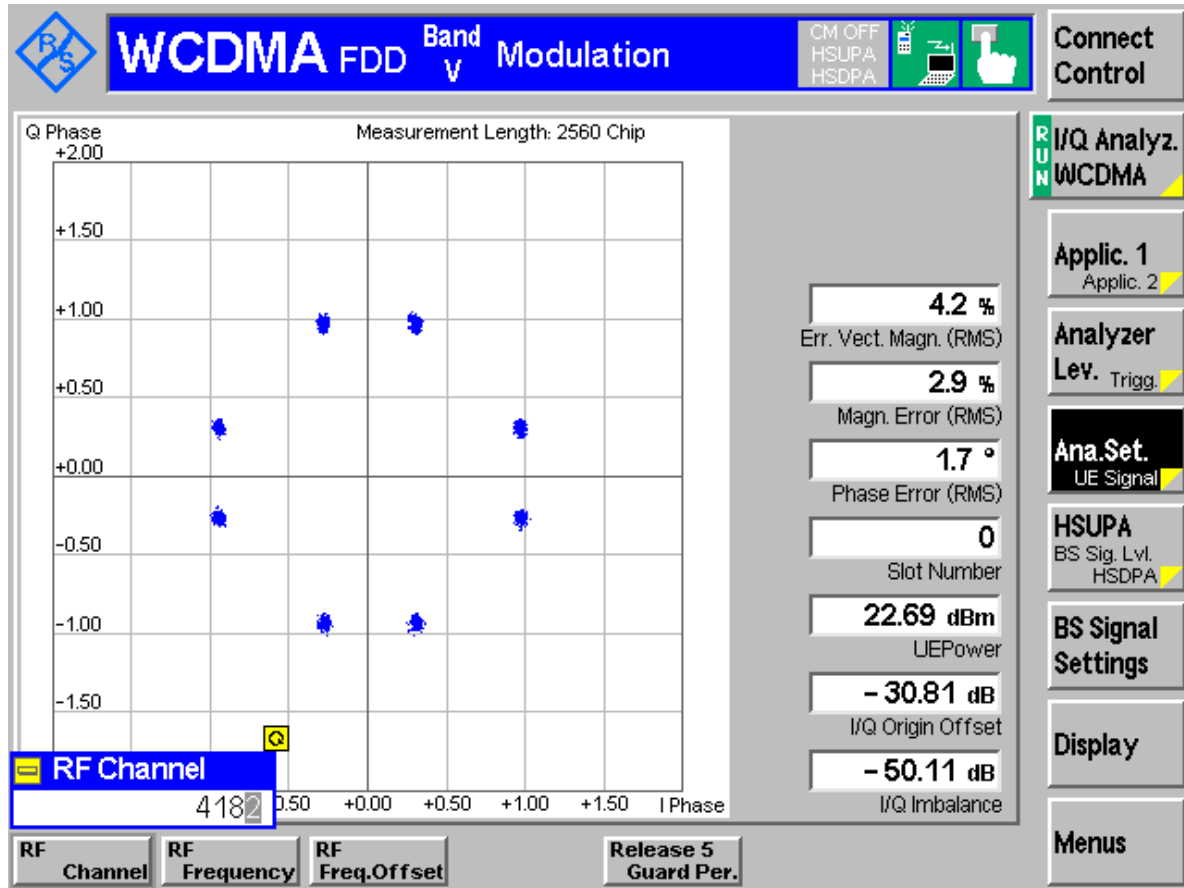 R/S
WCDMA FDD Band V Modulation
CM OFF
HSUPA
HSDPA
Connect
Control
Q Phase
Measurement Length: 2560 Chip
+2.00
+1.50
+1.00
+0.50
+0.00
-0.50
-1.00
-1.50
0.50 +0.00 +0.50 +1.00 +1.50 I Phase
Q
RF Channel
4182
4.2 %
Err. Vect. Magn. (RMS)
2.9 %
Magn. Error (RMS)
1.7 °
Phase Error (RMS)
0
Slot Number
22.69 dBm
UEPower
- 30.81 dB
I/Q Origin Offset
- 50.11 dB
I/Q Imbalance
RUN
I/Q Analyz.
WCDMA
Applic. 1
Applic. 2
Analyzer
Lev. Trigg.
Ana.Set.
UE Signal
HSUPA
BS Sig. Lvl.
HSDPA
BS Signal
Settings
Display
Menus
RF
Channel
RF
Frequency
RF
Freq.Offset
Release 5
Guard Per.